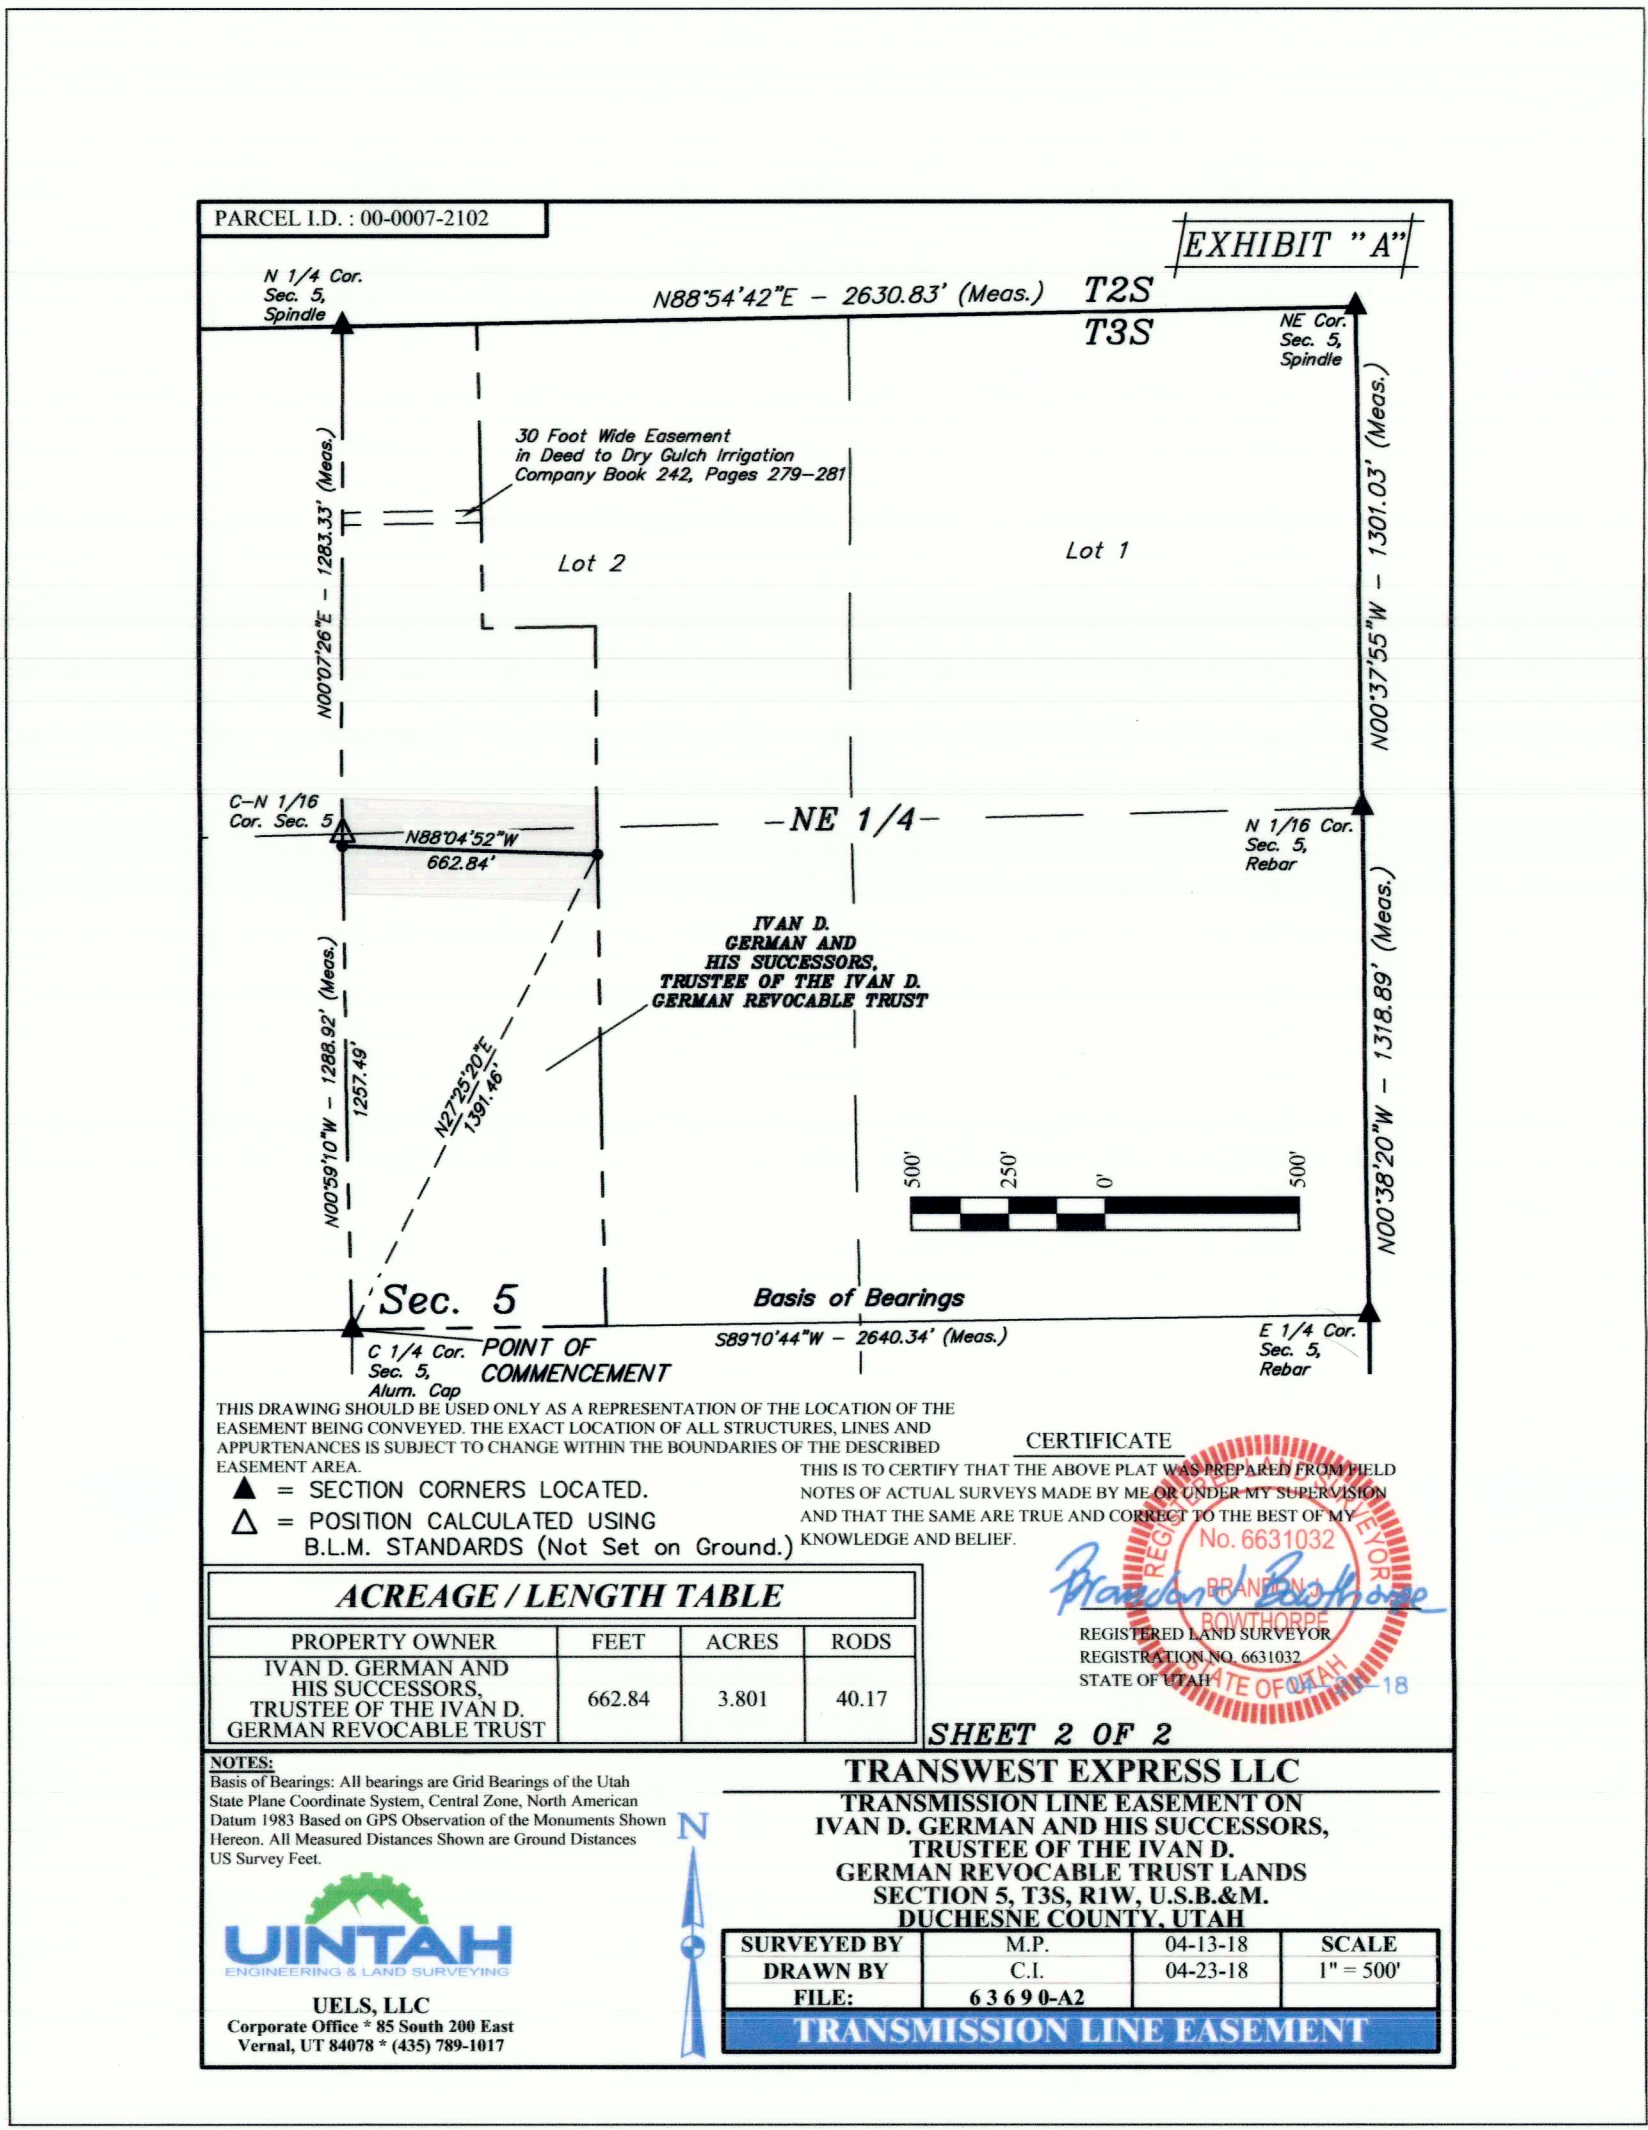 PARCEL I.D. : 00-0007-2102
EXHIBIT "A"
N 1/4 Cor.
Sec. 5,
Spindle
N88°54'42"E - 2630.83' (Meas.)
T2S
T3S
NE Cor.
Sec. 5,
Spindle
N00°07'26"E - 1283.33' (Meas.)
30 Foot Wide Easement
in Deed to Dry Gulch Irrigation
Company Book 242, Pages 279-281
Lot 2
Lot 1
N00°37'55"W - 1301.03' (Meas.)
C-N 1/16
Cor. Sec. 5
N88°04'52"W
662.84'
-NE 1/4-
N 1/16 Cor.
Sec. 5,
Rebar
IVAN D.
GERMAN AND
HIS SUCCESSORS,
TRUSTEE OF THE IVAN D.
GERMAN REVOCABLE TRUST
N00°59'10"W - 1288.92' (Meas.)
1257.49'
N27°25'20"E
1391.46'
N00°38'20"W - 1318.89' (Meas.)
500' 250' 0' 500'
Sec. 5
Basis of Bearings
S89°10'44"W - 2640.34' (Meas.)
C 1/4 Cor.
Sec. 5,
Alum. Cap
POINT OF
COMMENCEMENT
E 1/4 Cor.
Sec. 5,
Rebar
THIS DRAWING SHOULD BE USED ONLY AS A REPRESENTATION OF THE LOCATION OF THE
EASEMENT BEING CONVEYED. THE EXACT LOCATION OF ALL STRUCTURES, LINES AND
APPURTENANCES IS SUBJECT TO CHANGE WITHIN THE BOUNDARIES OF THE DESCRIBED
EASEMENT AREA.
▲ = SECTION CORNERS LOCATED.
△ = POSITION CALCULATED USING
B.L.M. STANDARDS (Not Set on Ground.)
CERTIFICATE
THIS IS TO CERTIFY THAT THE ABOVE PLAT WAS PREPARED FROM FIELD
NOTES OF ACTUAL SURVEYS MADE BY ME OR UNDER MY SUPERVISION
AND THAT THE SAME ARE TRUE AND CORRECT TO THE BEST OF MY
KNOWLEDGE AND BELIEF.
REGISTERED LAND SURVEYOR
No. 6631032
BRANDON J.
BOWTHORPE
STATE OF UTAH
Brandon J Bowthorpe
REGISTERED LAND SURVEYOR
REGISTRATION NO. 6631032
STATE OF UTAH
ACREAGE / LENGTH TABLE
PROPERTY OWNER FEET ACRES RODS
IVAN D. GERMAN AND
HIS SUCCESSORS,
TRUSTEE OF THE IVAN D.
GERMAN REVOCABLE TRUST
662.84 3.801 40.17
SHEET 2 OF 2
NOTES:
Basis of Bearings: All bearings are Grid Bearings of the Utah
State Plane Coordinate System, Central Zone, North American
Datum 1983 Based on GPS Observation of the Monuments Shown
Hereon. All Measured Distances Shown are Ground Distances
US Survey Feet.
N
UINTAH
ENGINEERING & LAND SURVEYING
UELS, LLC
Corporate Office * 85 South 200 East
Vernal, UT 84078 * (435) 789-1017
TRANSWEST EXPRESS LLC
TRANSMISSION LINE EASEMENT ON
IVAN D. GERMAN AND HIS SUCCESSORS,
TRUSTEE OF THE IVAN D.
GERMAN REVOCABLE TRUST LANDS
SECTION 5, T3S, R1W, U.S.B.&M.
DUCHESNE COUNTY, UTAH
SURVEYED BY M.P. 04-13-18 SCALE
DRAWN BY C.I. 04-23-18 1" = 500'
FILE: 6 3 6 9 0-A2
TRANSMISSION LINE EASEMENT